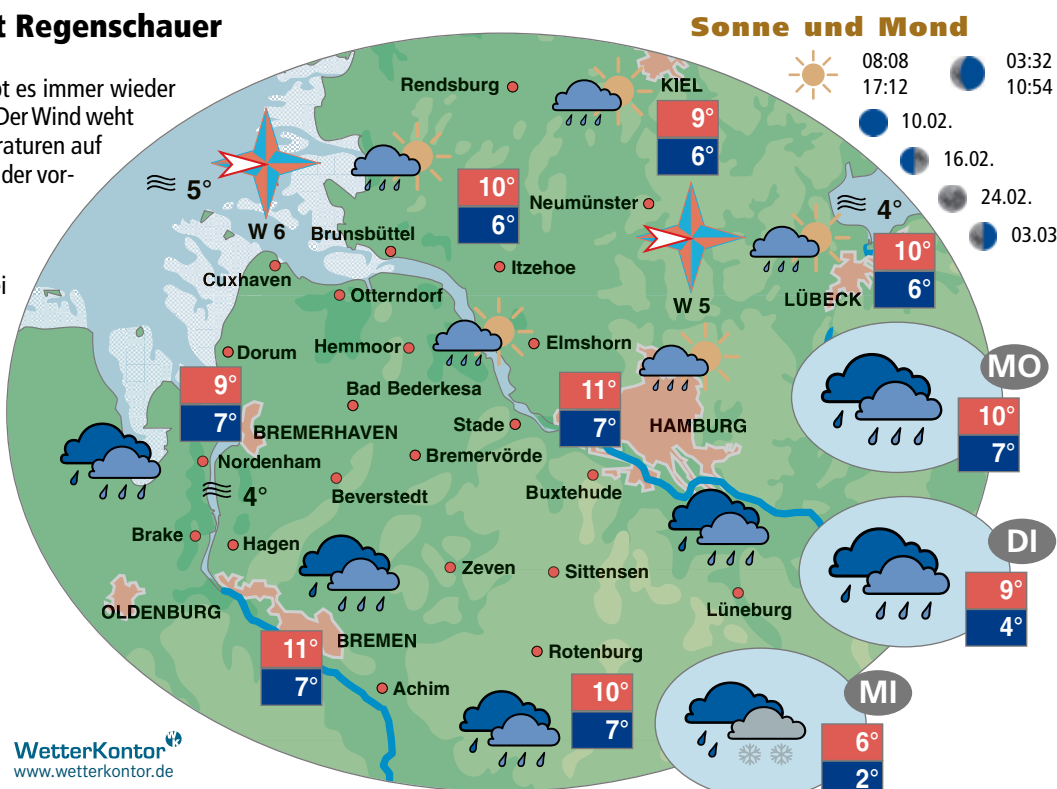 t Regenschauer
t es immer wieder
Der Wind weht
raturen auf
der vor-
ei
Sonne und Mond
08:08
17:12
03:32
10:54
10.02.
16.02.
24.02.
03.03
Rendsburg
KIEL
9°
6°
5°
W 6
10°
6°
Neumünster
W 5
4°
Brunsbüttel
Itzehoe
Cuxhaven
Otterndorf
LÜBECK
10°
6°
Dorum
Hemmoor
Elmshorn
9°
7°
Bad Bederkesa
11°
7°
Stade
HAMBURG
BREMERHAVEN
Nordenham
Bremervörde
Beverstedt
Buxtehude
4°
Brake
Hagen
Zeven
Sittensen
Lüneburg
OLDENBURG
BREMEN
11°
7°
Rotenburg
Achim
10°
7°
MO
10°
7°
DI
9°
4°
MI
6°
2°
WetterKontor
www.wetterkontor.de